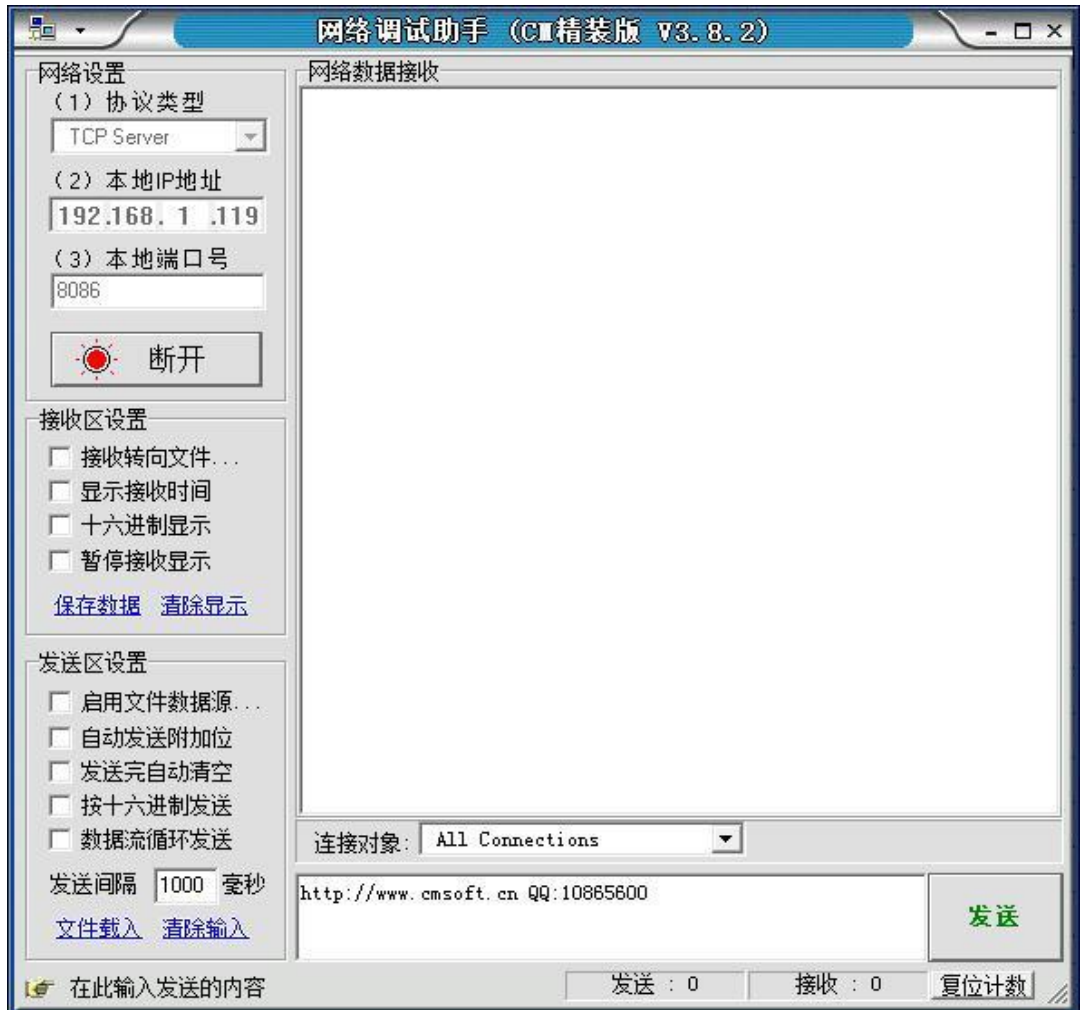 网络调试助手 (CM精装版 V3.8.2)
网络设置
(1) 协议类型
TCP Server
(2) 本地IP地址
192.168. 1 .119
(3) 本地端口号
8086
断开
接收区设置
接收转向文件...
显示接收时间
十六进制显示
暂停接收显示
保存数据 清除显示
发送区设置
启用文件数据源...
自动发送附加位
发送完自动清空
按十六进制发送
数据流循环发送
发送间隔 1000 毫秒
文件载入 清除输入
网络数据接收
连接对象: All Connections
http://www.cmsoft.cn QQ:10865600
发送
在此输入发送的内容
发送 : 0 接收 : 0 复位计数